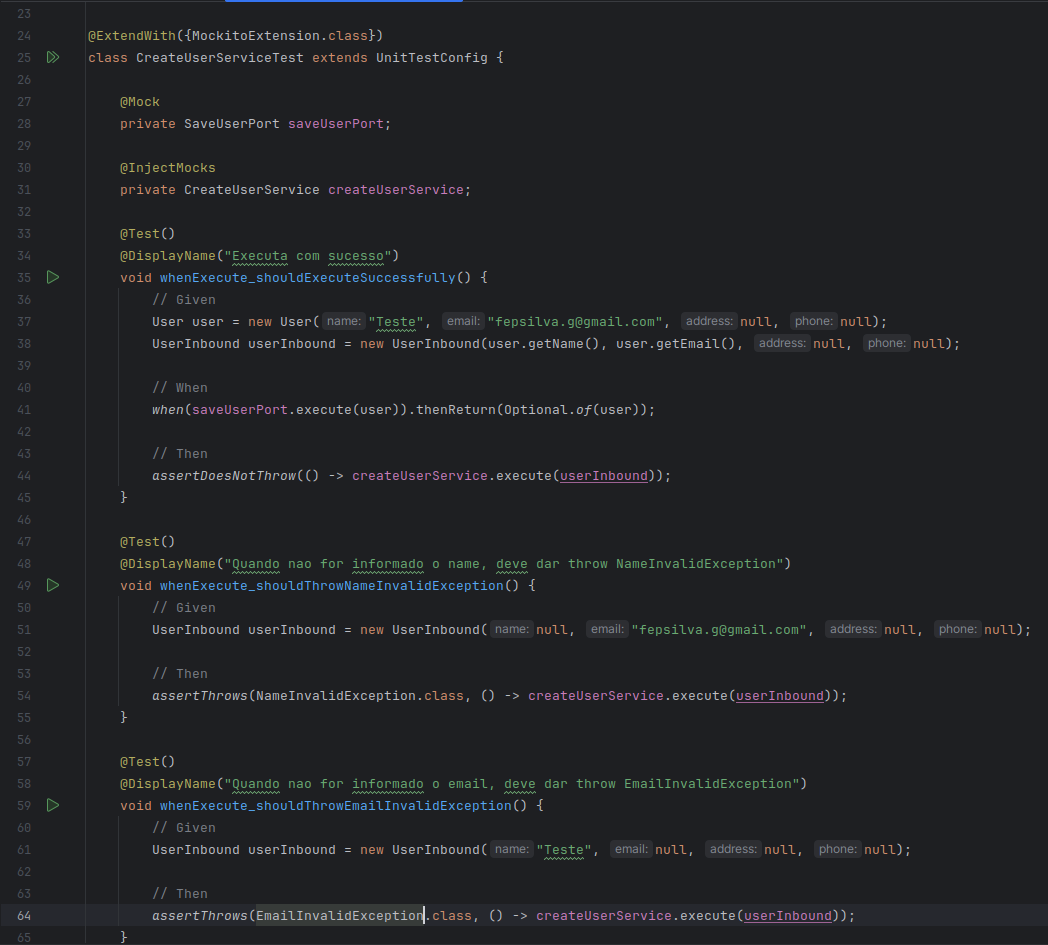 23
24 @ExtendWith({MockitoExtension.class})
25 class CreateUserServiceTest extends UnitTestConfig {
26
27 @Mock
28 private SaveUserPort saveUserPort;
29
30 @InjectMocks
31 private CreateUserService createUserService;
32
33 @Test()
34 @DisplayName("Executa com sucesso")
35 void whenExecute_shouldExecuteSuccessfully() {
36 // Given
37 User user = new User( name: "Teste", email: "fepsilva.g@gmail.com", address: null, phone: null);
38 UserInbound userInbound = new UserInbound(user.getName(), user.getEmail(), address: null, phone: null);
39
40 // When
41 when(saveUserPort.execute(user)).thenReturn(Optional.of(user));
42
43 // Then
44 assertDoesNotThrow(() -> createUserService.execute(userInbound));
45 }
46
47 @Test()
48 @DisplayName("Quando nao for informado o name, deve dar throw NameInvalidException")
49 void whenExecute_shouldThrowNameInvalidException() {
50 // Given
51 UserInbound userInbound = new UserInbound( name: null, email: "fepsilva.g@gmail.com", address: null, phone: null);
52
53 // Then
54 assertThrows(NameInvalidException.class, () -> createUserService.execute(userInbound));
55 }
56
57 @Test()
58 @DisplayName("Quando nao for informado o email, deve dar throw EmailInvalidException")
59 void whenExecute_shouldThrowEmailInvalidException() {
60 // Given
61 UserInbound userInbound = new UserInbound( name: "Teste", email: null, address: null, phone: null);
62
63 // Then
64 assertThrows(EmailInvalidException.class, () -> createUserService.execute(userInbound));
65 }